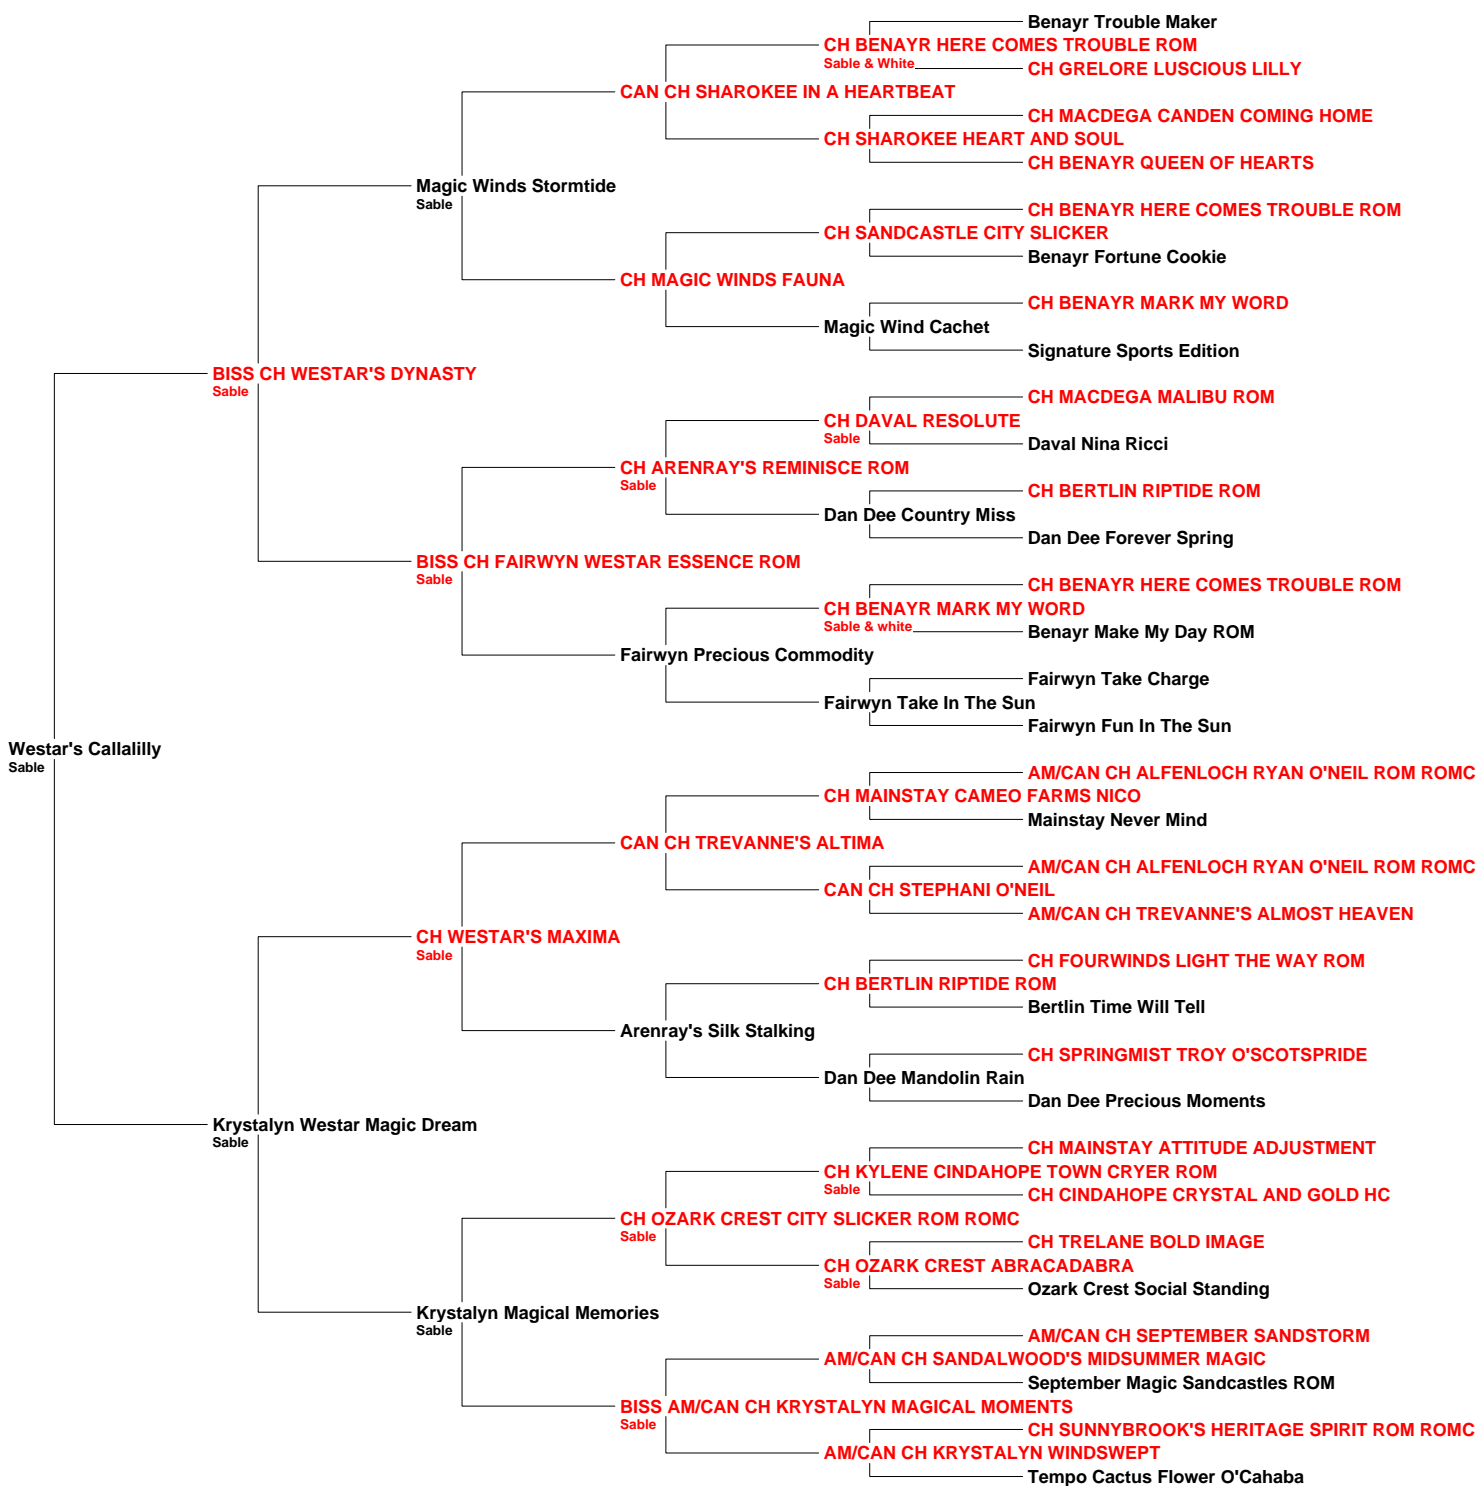 Benayr Trouble Maker
CH BENAYR HERE COMES TROUBLE ROM
Sable & White
CH GRELORE LUSCIOUS LILLY
CAN CH SHAROKEE IN A HEARTBEAT
CH MACDEGA CANDEN COMING HOME
CH SHAROKEE HEART AND SOUL
CH BENAYR QUEEN OF HEARTS
Magic Winds Stormtide
Sable
CH BENAYR HERE COMES TROUBLE ROM
CH SANDCASTLE CITY SLICKER
Benayr Fortune Cookie
CH MAGIC WINDS FAUNA
CH BENAYR MARK MY WORD
Magic Wind Cachet
Signature Sports Edition
BISS CH WESTAR'S DYNASTY
Sable
CH MACDEGA MALIBU ROM
CH DAVAL RESOLUTE
Sable
Daval Nina Ricci
CH ARENRAY'S REMINISCE ROM
Sable
CH BERTLIN RIPTIDE ROM
Dan Dee Country Miss
Dan Dee Forever Spring
BISS CH FAIRWYN WESTAR ESSENCE ROM
Sable
CH BENAYR HERE COMES TROUBLE ROM
CH BENAYR MARK MY WORD
Sable & white
Benayr Make My Day ROM
Fairwyn Precious Commodity
Fairwyn Take Charge
Fairwyn Take In The Sun
Fairwyn Fun In The Sun
Westar's Callalilly
Sable
AM/CAN CH ALFENLOCH RYAN O'NEIL ROM ROMC
CH MAINSTAY CAMEO FARMS NICO
Mainstay Never Mind
CAN CH TREVANNE'S ALTIMA
AM/CAN CH ALFENLOCH RYAN O'NEIL ROM ROMC
CAN CH STEPHANI O'NEIL
AM/CAN CH TREVANNE'S ALMOST HEAVEN
CH WESTAR'S MAXIMA
Sable
CH FOURWINDS LIGHT THE WAY ROM
CH BERTLIN RIPTIDE ROM
Bertlin Time Will Tell
Arenray's Silk Stalking
CH SPRINGMIST TROY O'SCOTSPRIDE
Dan Dee Mandolin Rain
Dan Dee Precious Moments
Krystalyn Westar Magic Dream
Sable
CH MAINSTAY ATTITUDE ADJUSTMENT
CH KYLENE CINDAHOPE TOWN CRYER ROM
Sable
CH CINDAHOPE CRYSTAL AND GOLD HC
CH OZARK CREST CITY SLICKER ROM ROMC
Sable
CH TRELANE BOLD IMAGE
CH OZARK CREST ABRACADABRA
Sable
Ozark Crest Social Standing
Krystalyn Magical Memories
Sable
AM/CAN CH SEPTEMBER SANDSTORM
AM/CAN CH SANDALWOOD'S MIDSUMMER MAGIC
September Magic Sandcastles ROM
BISS AM/CAN CH KRYSTALYN MAGICAL MOMENTS
Sable
CH SUNNYBROOK'S HERITAGE SPIRIT ROM ROMC
AM/CAN CH KRYSTALYN WINDSWEPT
Tempo Cactus Flower O'Cahaba